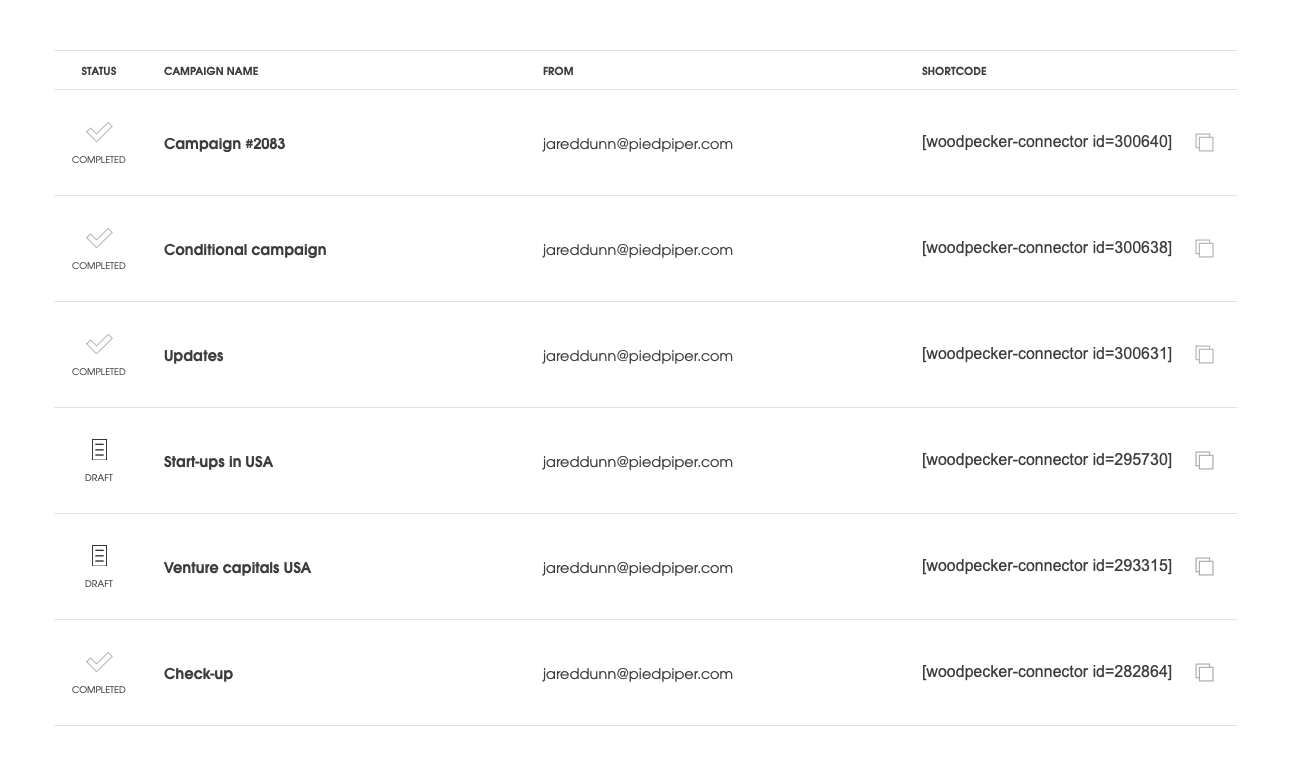 STATUS CAMPAIGN NAME FROM SHORTCODE
COMPLETED Campaign #2083 jareddunn@piedpiper.com [woodpecker-connector id=300640]
COMPLETED Conditional campaign jareddunn@piedpiper.com [woodpecker-connector id=300638]
COMPLETED Updates jareddunn@piedpiper.com [woodpecker-connector id=300631]
DRAFT Start-ups in USA jareddunn@piedpiper.com [woodpecker-connector id=295730]
DRAFT Venture capitals USA jareddunn@piedpiper.com [woodpecker-connector id=293315]
COMPLETED Check-up jareddunn@piedpiper.com [woodpecker-connector id=282864]